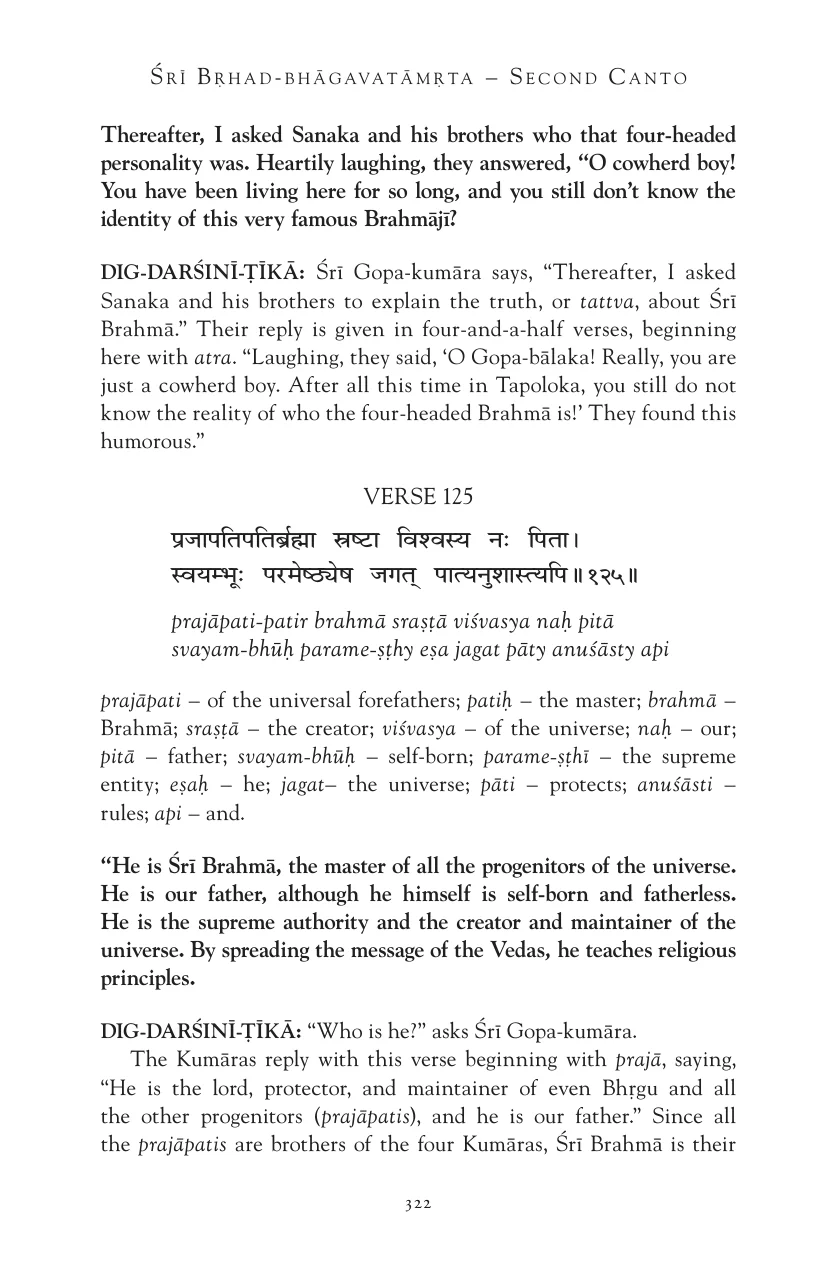 ŚRĪ BṚHAD-BHĀGAVATĀMṚTA – SECOND CANTO
Thereafter, I asked Sanaka and his brothers who that four-headed
personality was. Heartily laughing, they answered, “O cowherd boy!
You have been living here for so long, and you still don’t know the
identity of this very famous Brahmājī?
DIG-DARŚINĪ-ṬĪKĀ: Śrī Gopa-kumāra says, “Thereafter, I asked
Sanaka and his brothers to explain the truth, or tattva, about Śrī
Brahmā.” Their reply is given in four-and-a-half verses, beginning
here with atra. “Laughing, they said, ‘O Gopa-bālaka! Really, you are
just a cowherd boy. After all this time in Tapoloka, you still do not
know the reality of who the four-headed Brahmā is!’ They found this
humorous.”
VERSE 125
प्रजापतिपतिर्ब्रह्मा स्रष्टा विश्वस्य नः पिता।
स्वयम्भूः परमेष्ठ्येष जगत् पात्यनुशास्त्यपि॥१२५॥
prajāpati-patir brahmā sraṣṭā viśvasya naḥ pitā
svayam-bhūḥ parame-ṣṭhy eṣa jagat pāty anuśāsty api
prajāpati – of the universal forefathers; patiḥ – the master; brahmā –
Brahmā; sraṣṭā – the creator; viśvasya – of the universe; naḥ – our;
pitā – father; svayam-bhūḥ – self-born; parame-ṣṭhī – the supreme
entity; eṣaḥ – he; jagat– the universe; pāti – protects; anuśāsti –
rules; api – and.
“He is Śrī Brahmā, the master of all the progenitors of the universe.
He is our father, although he himself is self-born and fatherless.
He is the supreme authority and the creator and maintainer of the
universe. By spreading the message of the Vedas, he teaches religious
principles.
DIG-DARŚINĪ-ṬĪKĀ: “Who is he?” asks Śrī Gopa-kumāra.
The Kumāras reply with this verse beginning with prajā, saying,
“He is the lord, protector, and maintainer of even Bhṛgu and all
the other progenitors (prajāpatis), and he is our father.” Since all
the prajāpatis are brothers of the four Kumāras, Śrī Brahmā is their
322